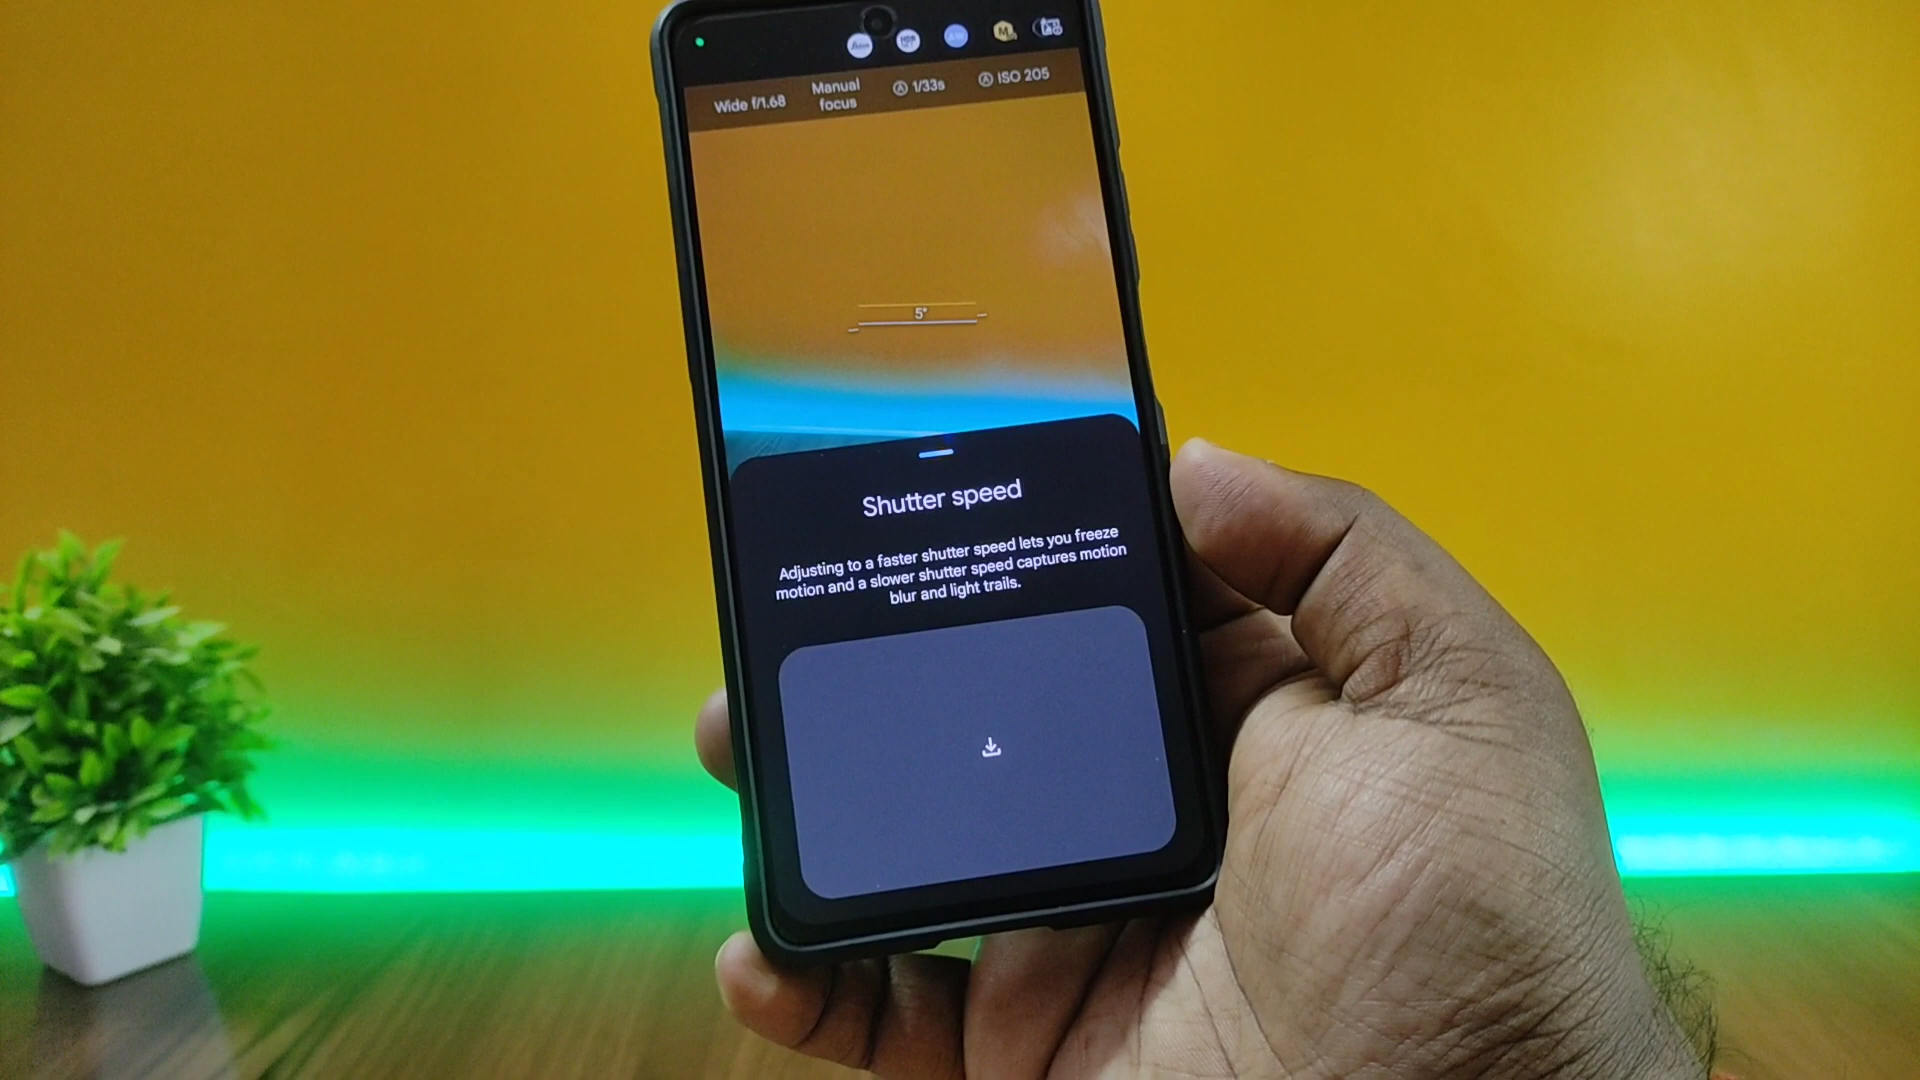 HDR
M
Wide f/1.68 Manual focus Ⓐ 1/33s Ⓐ ISO 205
5°
Shutter speed
Adjusting to a faster shutter speed lets you freeze
motion and a slower shutter speed captures motion
blur and light trails.